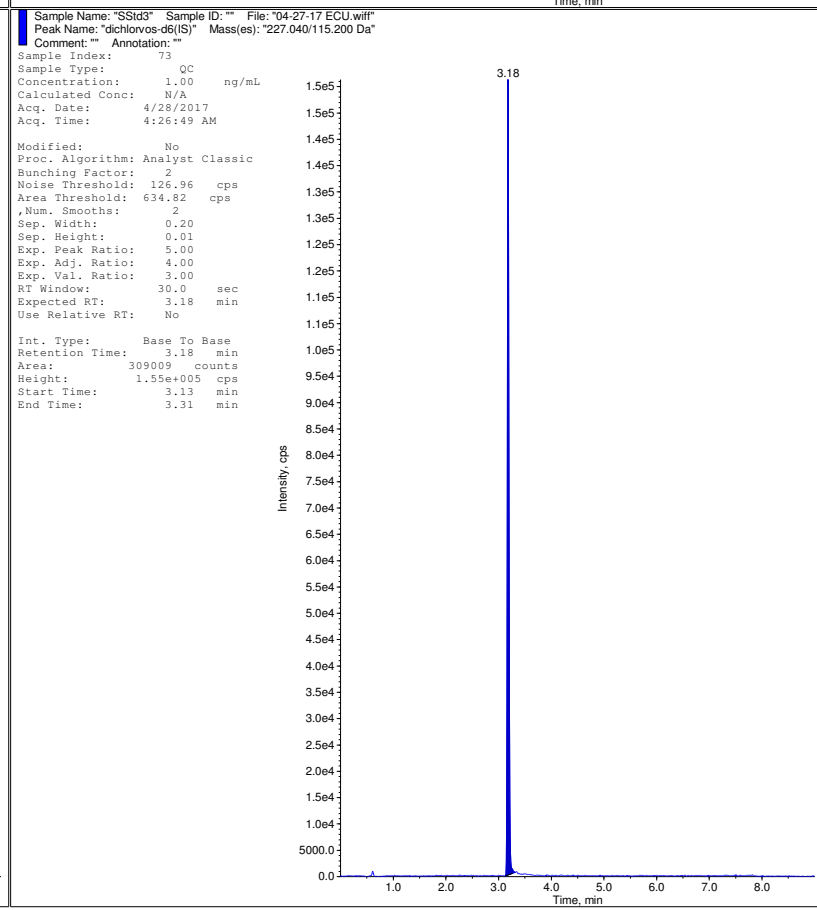 Time, min
Sample Name: "SStd3" Sample ID: "" File: "04-27-17 ECU.wiff"
Peak Name: "dichlorvos-d6(IS)" Mass(es): "227.040/115.200 Da"
Comment: "" Annotation: ""
Sample Index: 73
Sample Type: QC
Concentration: 1.00 ng/mL
Calculated Conc: N/A
Acq. Date: 4/28/2017
Acq. Time: 4:26:49 AM
Modified: No
Proc. Algorithm: Analyst Classic
Bunching Factor: 2
Noise Threshold: 126.96 cps
Area Threshold: 634.82 cps
,Num. Smooths: 2
Sep. Width: 0.20
Sep. Height: 0.01
Exp. Peak Ratio: 5.00
Exp. Adj. Ratio: 4.00
Exp. Val. Ratio: 3.00
RT Window: 30.0 sec
Expected RT: 3.18 min
Use Relative RT: No
Int. Type: Base To Base
Retention Time: 3.18 min
Area: 309009 counts
Height: 1.55e+005 cps
Start Time: 3.13 min
End Time: 3.31 min
3.18
1.5e5
1.5e5
1.4e5
1.4e5
1.3e5
1.3e5
1.2e5
1.2e5
1.1e5
1.1e5
1.0e5
9.5e4
9.0e4
8.5e4
8.0e4
7.5e4
7.0e4
6.5e4
6.0e4
5.5e4
5.0e4
4.5e4
4.0e4
3.5e4
3.0e4
2.5e4
2.0e4
1.5e4
1.0e4
5000.0
0.0
Intensity, cps
1.0 2.0 3.0 4.0 5.0 6.0 7.0 8.0
Time, min